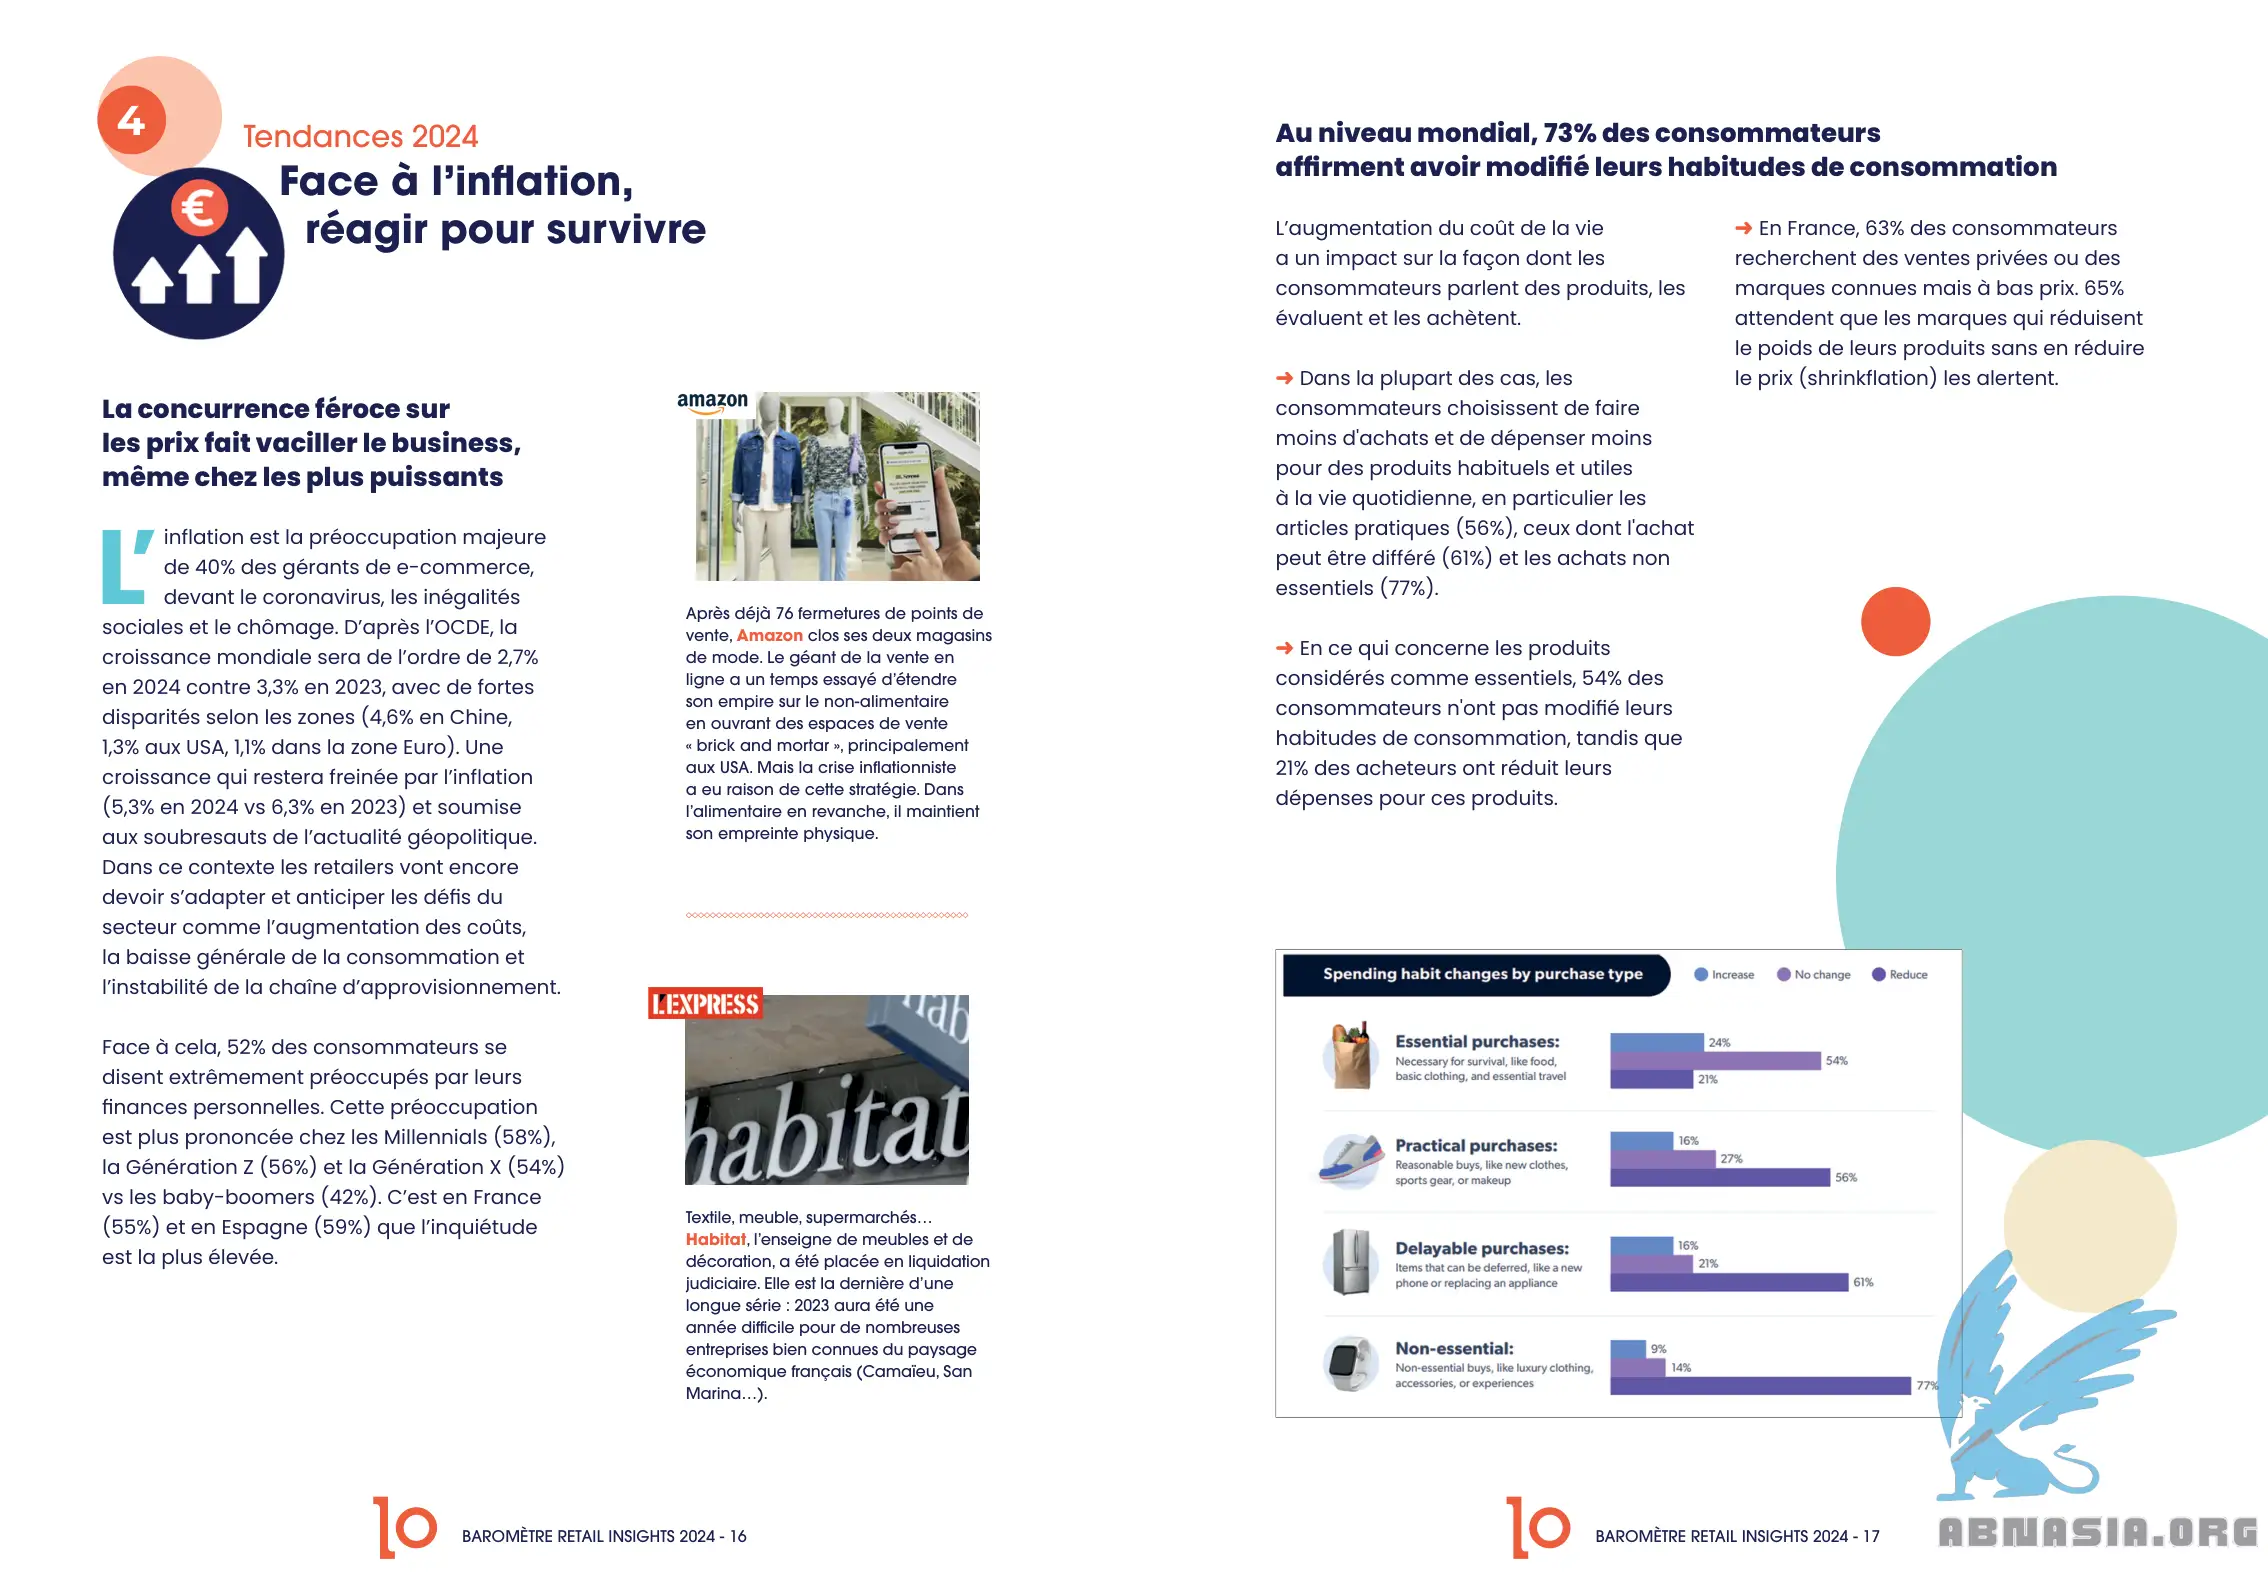 4
Tendances 2024
€
Face à l’inflation,
réagir pour survivre
La concurrence féroce sur
les prix fait vaciller le business,
même chez les plus puissants
L’inflation est la préoccupation majeure
de 40% des gérants de e-commerce,
devant le coronavirus, les inégalités
sociales et le chômage. D’après l’OCDE, la
croissance mondiale sera de l’ordre de 2,7%
en 2024 contre 3,3% en 2023, avec de fortes
disparités selon les zones (4,6% en Chine,
1,3% aux USA, 1,1% dans la zone Euro). Une
croissance qui restera freinée par l’inflation
(5,3% en 2024 vs 6,3% en 2023) et soumise
aux soubresauts de l’actualité géopolitique.
Dans ce contexte les retailers vont encore
devoir s’adapter et anticiper les défis du
secteur comme l’augmentation des coûts,
la baisse générale de la consommation et
l’instabilité de la chaîne d’approvisionnement.
Face à cela, 52% des consommateurs se
disent extrêmement préoccupés par leurs
finances personnelles. Cette préoccupation
est plus prononcée chez les Millennials (58%),
la Génération Z (56%) et la Génération X (54%)
vs les baby-boomers (42%). C’est en France
(55%) et en Espagne (59%) que l’inquiétude
est la plus élevée.
amazon
Après déjà 76 fermetures de points de
vente, Amazon clos ses deux magasins
de mode. Le géant de la vente en
ligne a un temps essayé d’étendre
son empire sur le non-alimentaire
en ouvrant des espaces de vente
« brick and mortar », principalement
aux USA. Mais la crise inflationniste
a eu raison de cette stratégie. Dans
l’alimentaire en revanche, il maintient
son empreinte physique.
L'EXPRESS
hab
habitat
Textile, meuble, supermarchés…
Habitat, l’enseigne de meubles et de
décoration, a été placée en liquidation
judiciaire. Elle est la dernière d’une
longue série : 2023 aura été une
année difficile pour de nombreuses
entreprises bien connues du paysage
économique français (Camaïeu, San
Marina…).
10 BAROMÈTRE RETAIL INSIGHTS 2024 - 16
Au niveau mondial, 73% des consommateurs
affirment avoir modifié leurs habitudes de consommation
L’augmentation du coût de la vie
a un impact sur la façon dont les
consommateurs parlent des produits, les
évaluent et les achètent.
➜ Dans la plupart des cas, les
consommateurs choisissent de faire
moins d'achats et de dépenser moins
pour des produits habituels et utiles
à la vie quotidienne, en particulier les
articles pratiques (56%), ceux dont l'achat
peut être différé (61%) et les achats non
essentiels (77%).
➜ En ce qui concerne les produits
considérés comme essentiels, 54% des
consommateurs n'ont pas modifié leurs
habitudes de consommation, tandis que
21% des acheteurs ont réduit leurs
dépenses pour ces produits.
➜ En France, 63% des consommateurs
recherchent des ventes privées ou des
marques connues mais à bas prix. 65%
attendent que les marques qui réduisent
le poids de leurs produits sans en réduire
le prix (shrinkflation) les alertent.
Spending habit changes by purchase type
Increase No change Reduce
Essential purchases:
Necessary for survival, like food,
basic clothing, and essential travel
24%
54%
21%
Practical purchases:
Reasonable buys, like new clothes,
sports gear, or makeup
16%
27%
56%
Delayable purchases:
Items that can be deferred, like a new
phone or replacing an appliance
16%
21%
61%
Non-essential:
Non-essential buys, like luxury clothing,
accessories, or experiences
9%
14%
77%
10 BAROMÈTRE RETAIL INSIGHTS 2024 - 17
ABNASIA.ORG